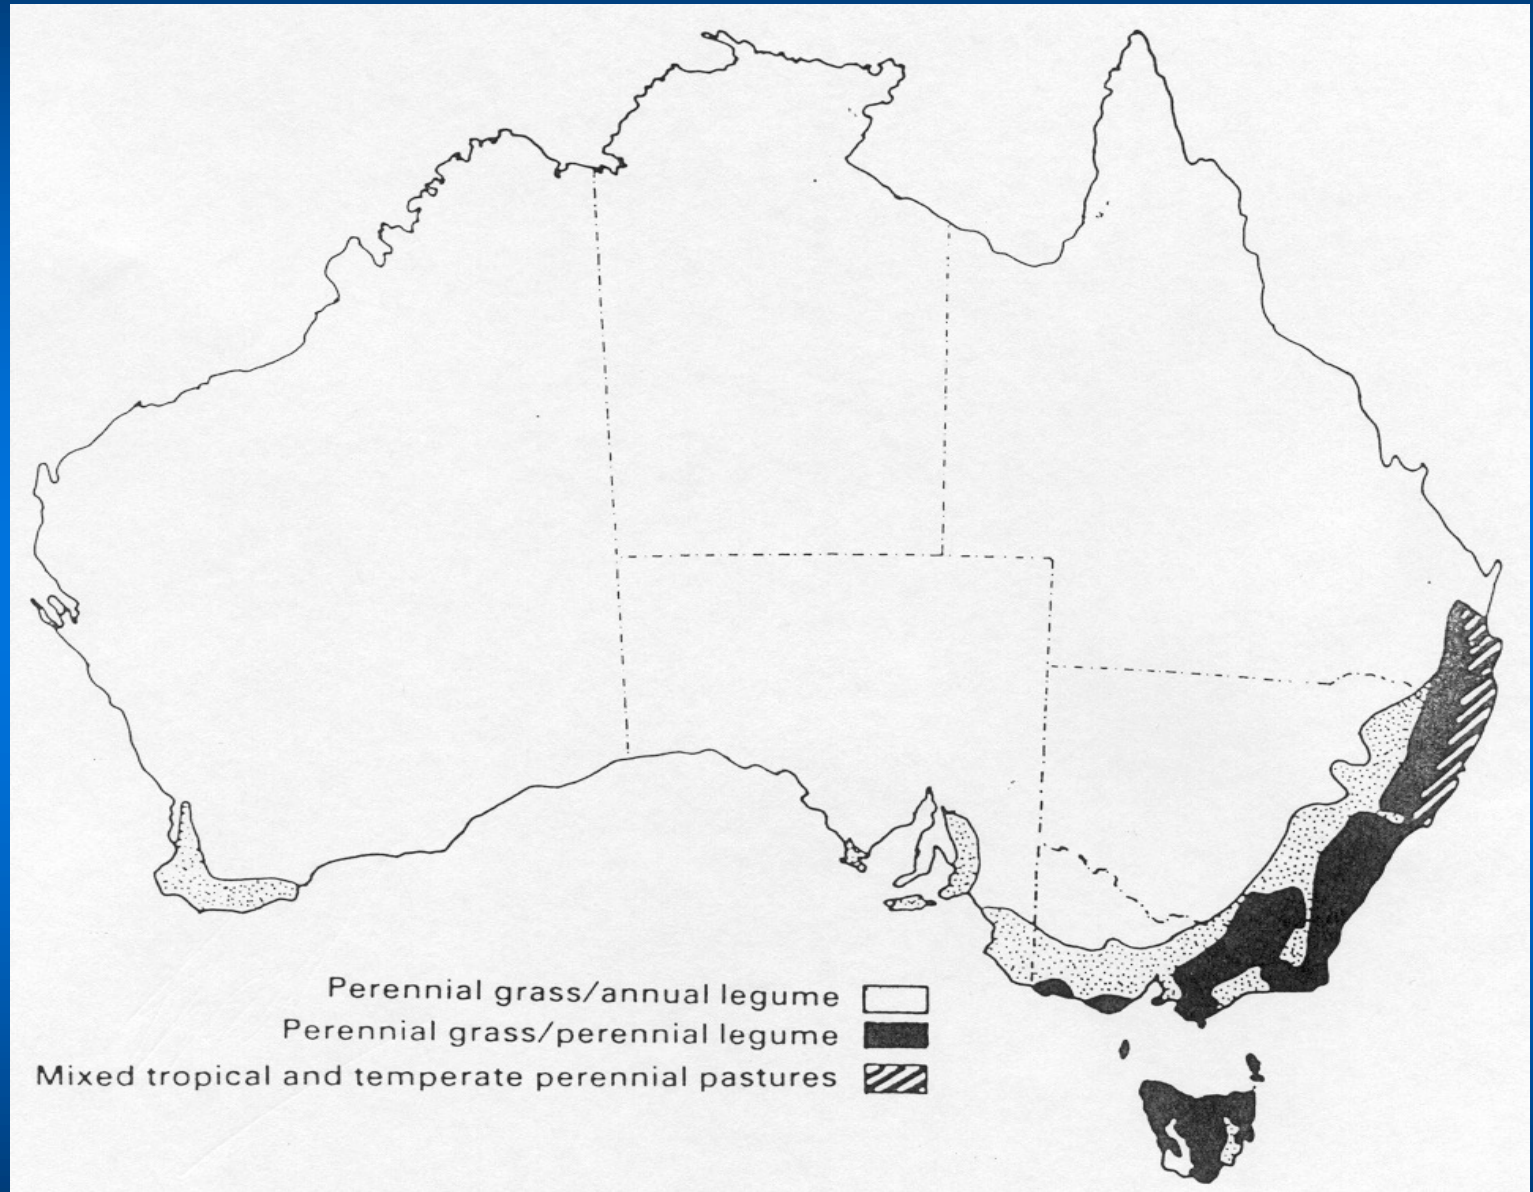 Perennial grass/annual legume
Perennial grass/perennial legume
Mixed tropical and temperate perennial pastures